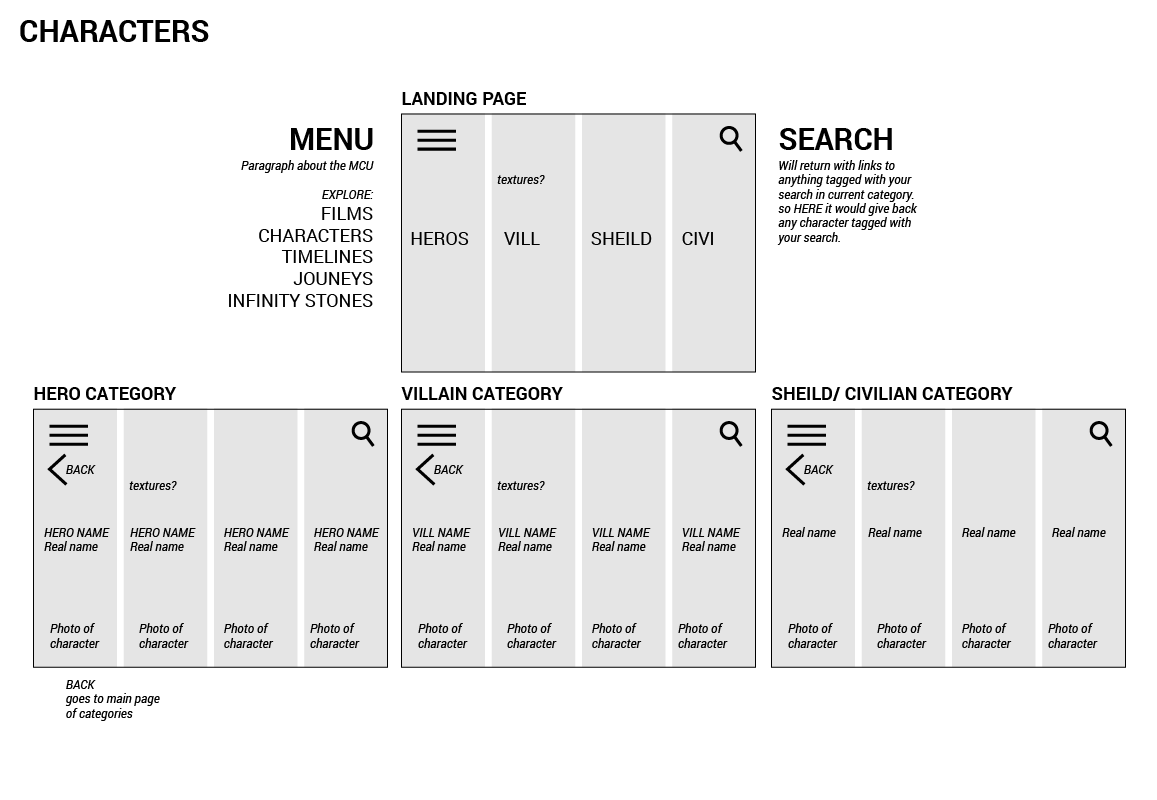 CHARACTERS
LANDING PAGE
MENU
Paragraph about the MCU
EXPLORE:
FILMS
CHARACTERS
TIMELINES
JOUNEYS
INFINITY STONES
textures?
HEROS VILL SHEILD CIVI
SEARCH
Will return with links to
anything tagged with your
search in current category.
so HERE it would give back
any character tagged with
your search.
HERO CATEGORY
BACK
textures?
HERO NAME HERO NAME HERO NAME HERO NAME
Real name Real name Real name Real name
Photo of Photo of Photo of Photo of
character character character character
BACK
goes to main page
of categories
VILLAIN CATEGORY
BACK
textures?
VILL NAME VILL NAME VILL NAME VILL NAME
Real name Real name Real name Real name
Photo of Photo of Photo of Photo of
character character character character
SHEILD/ CIVILIAN CATEGORY
BACK
textures?
Real name Real name Real name Real name
Photo of Photo of Photo of Photo of
character character character character